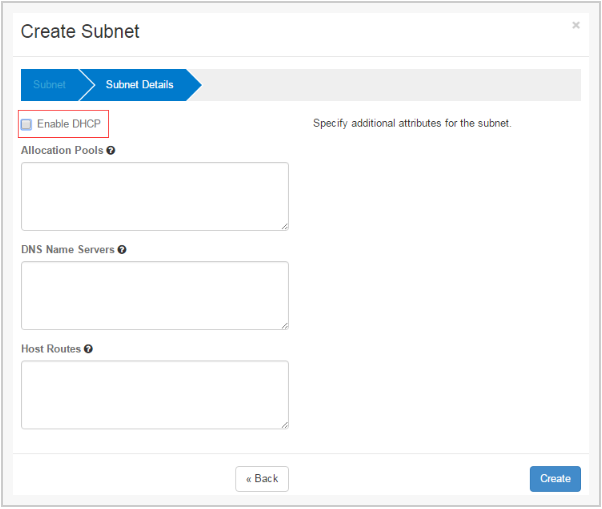 Create Subnet
×
Subnet
Subnet Details
Enable DHCP
Specify additional attributes for the subnet.
Allocation Pools
DNS Name Servers
Host Routes
« Back
Create